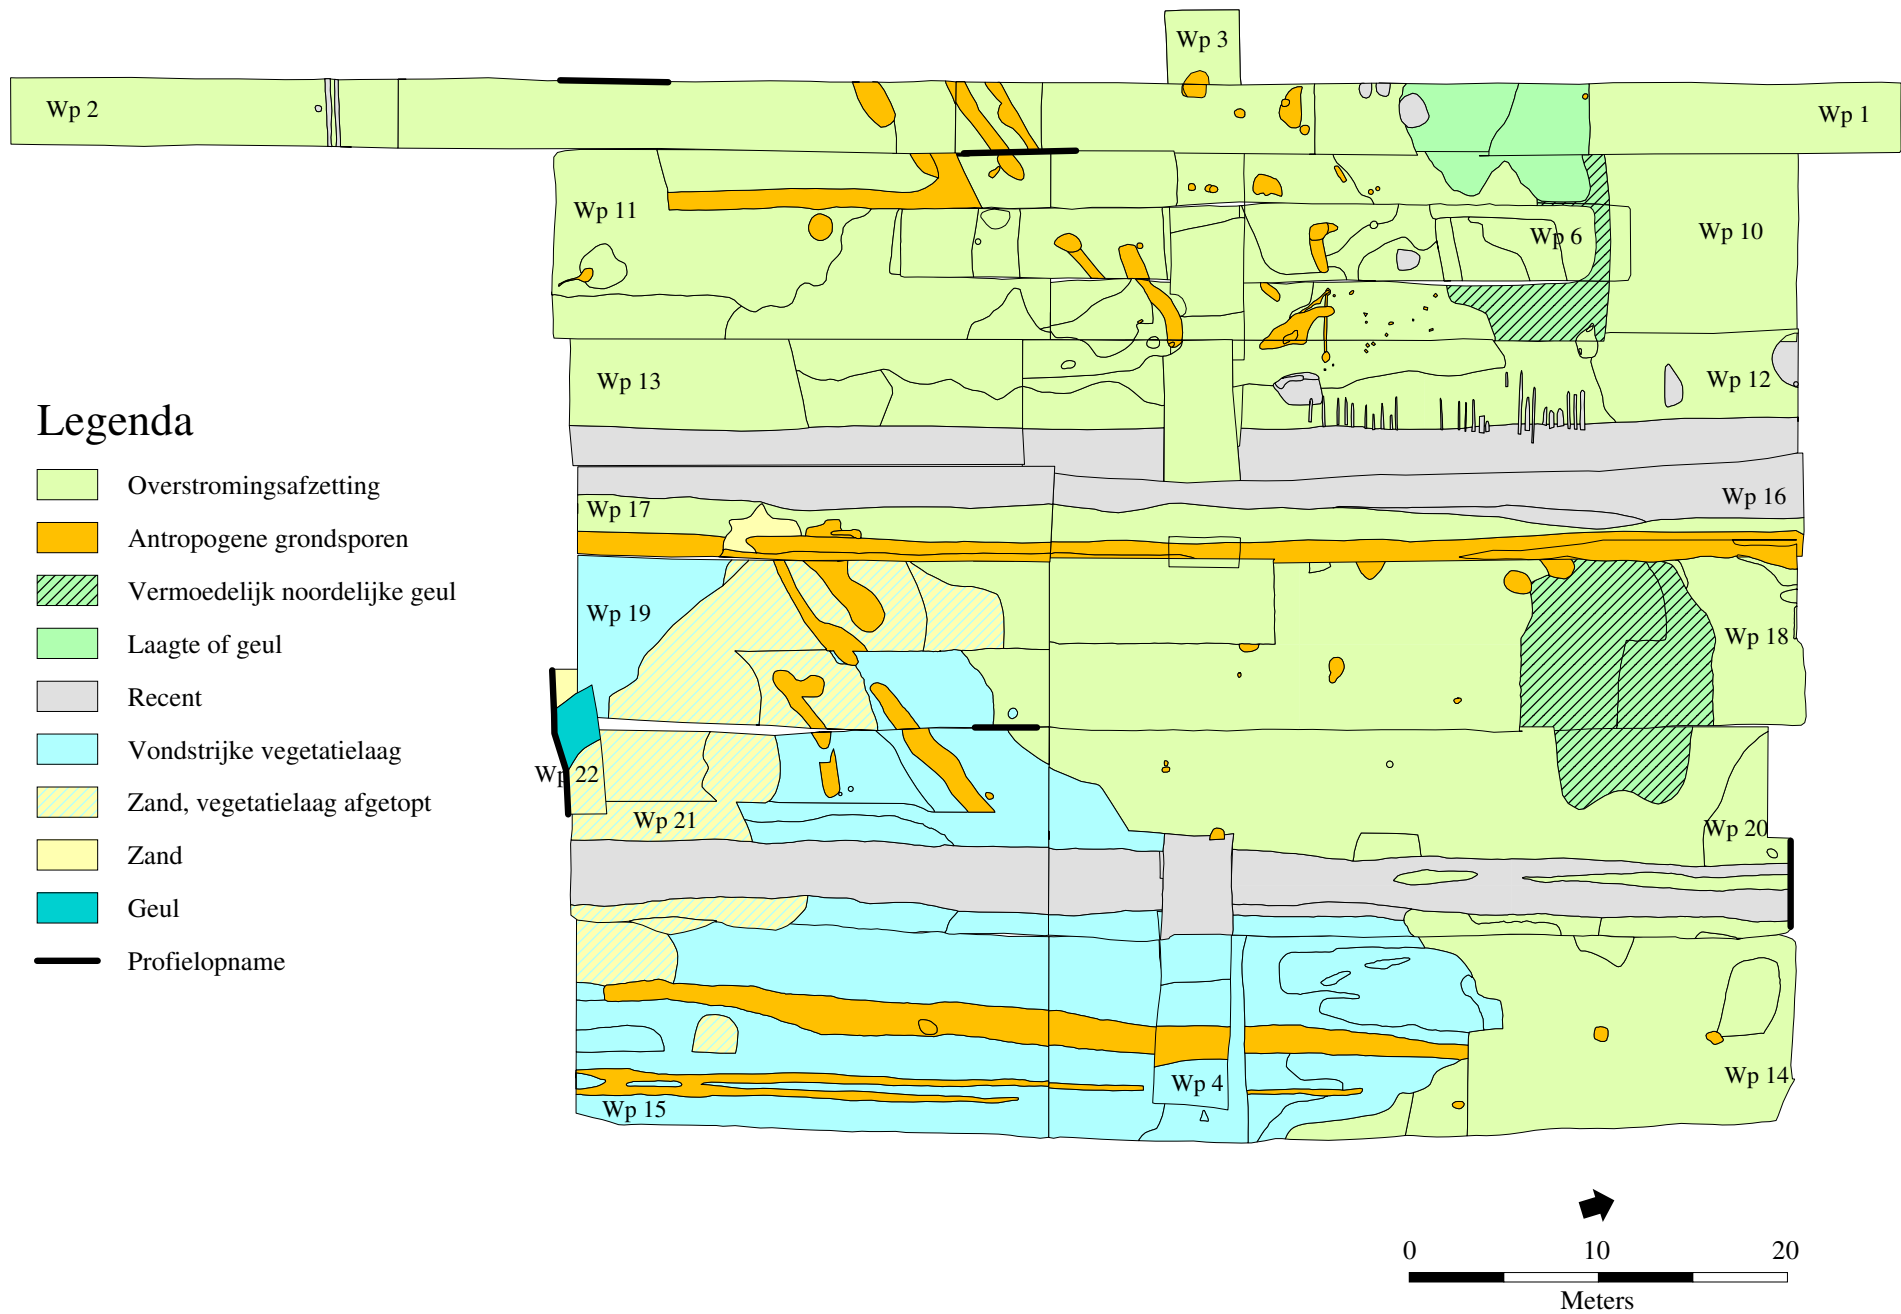 Wp 3
Wp 2
Wp 1
Wp 11
Wp 6
Wp 10
Wp 13
Wp 12
Wp 17
Wp 16
Wp 19
Wp 18
Wp 22
Wp 21
Wp 20
Wp 4
Wp 14
Wp 15
Legenda
Overstromingsafzetting
Antropogene grondsporen
Vermoedelijk noordelijke geul
Laagte of geul
Recent
Vondstrijke vegetatielaag
Zand, vegetatielaag afgetopt
Zand
Geul
Profielopname
0 10 20
Meters